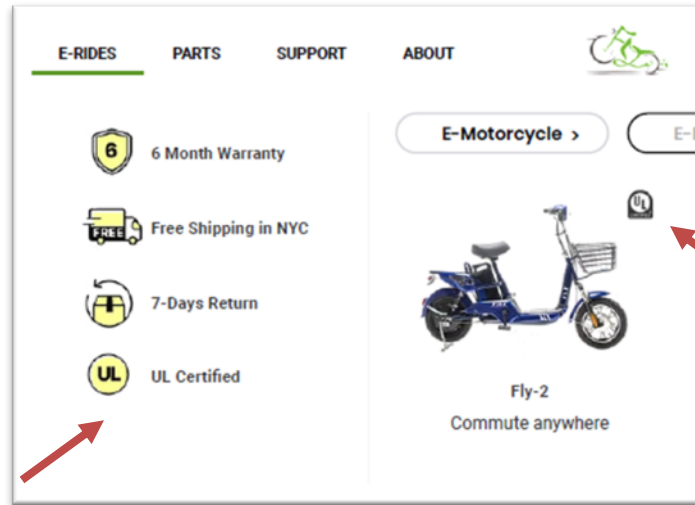 E-RIDES PARTS SUPPORT ABOUT
E-Motorcycle >
6
6 Month Warranty
FREE
Free Shipping in NYC
7-Days Return
UL
UL Certified
UL
Fly-2
Commute anywhere